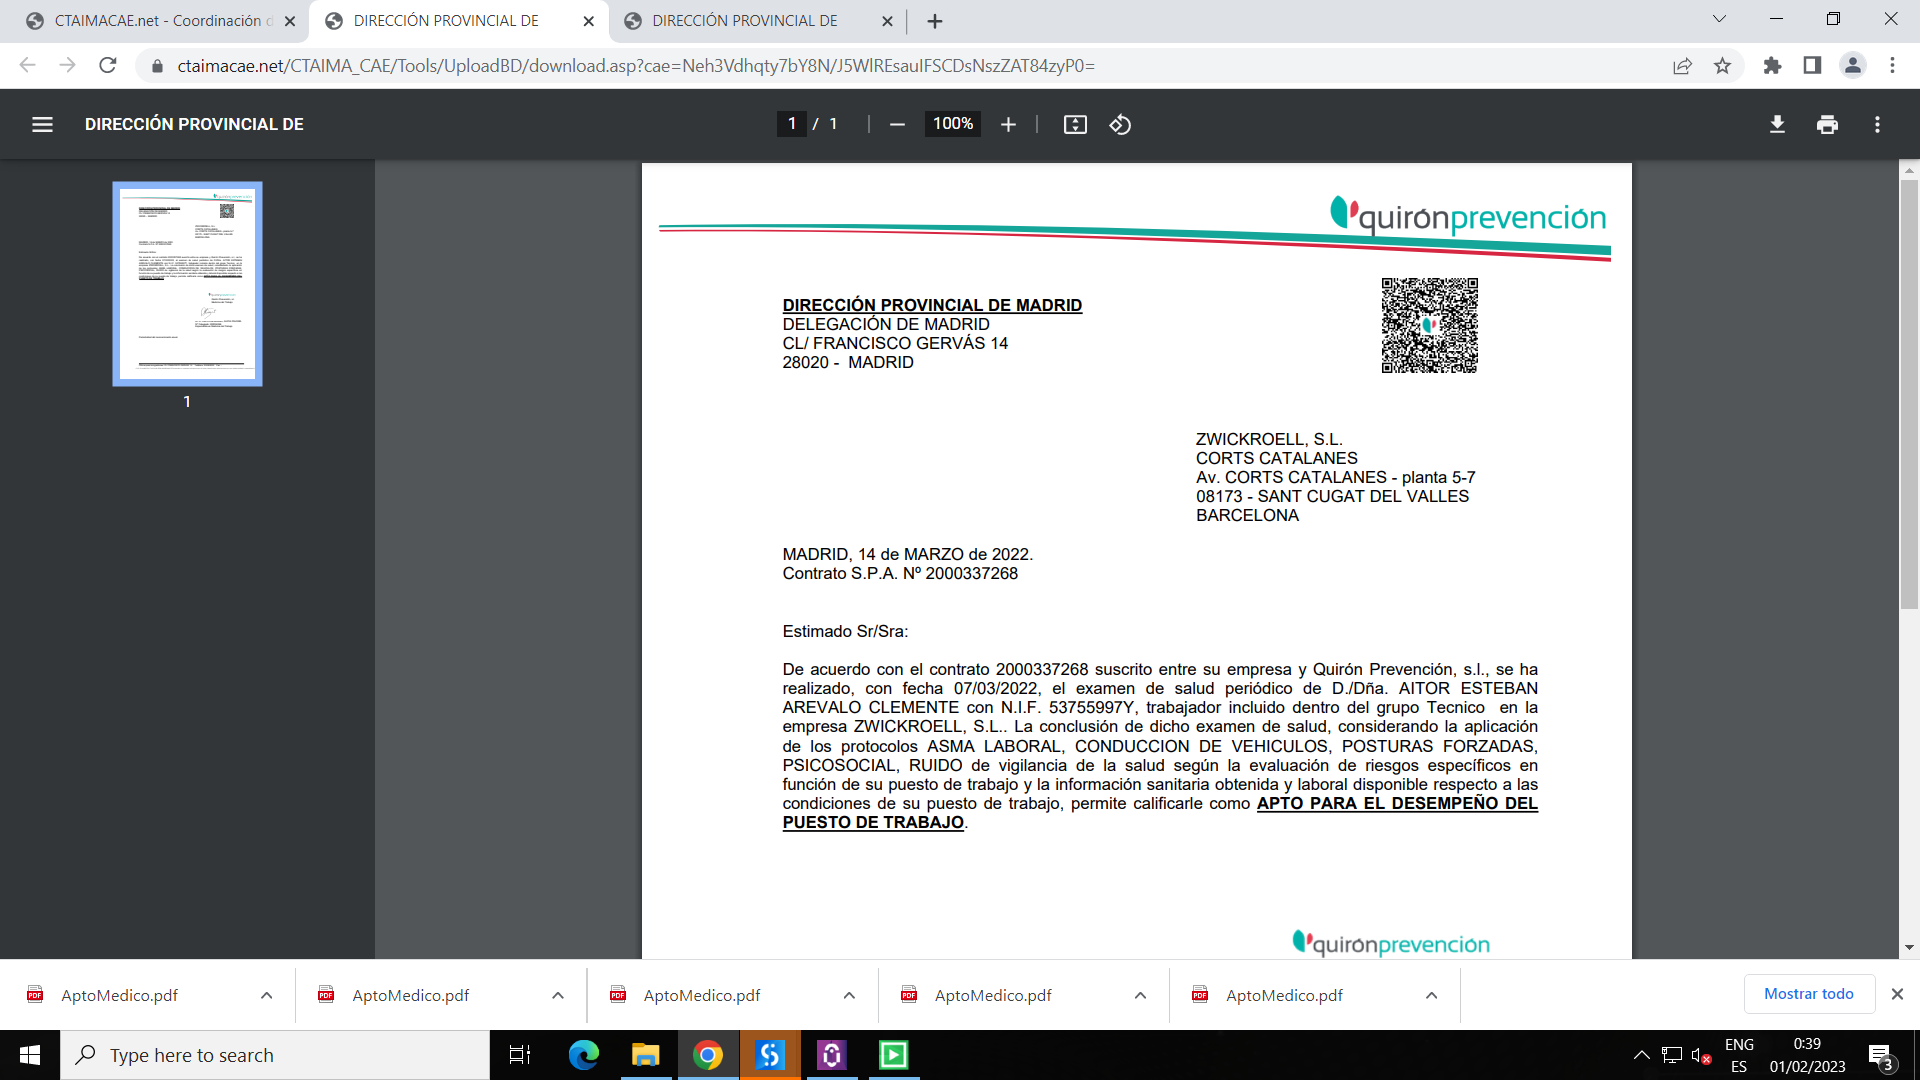 CTAIMACAE.net - Coordinación d
DIRECCIÓN PROVINCIAL DE
DIRECCIÓN PROVINCIAL DE
ctaimacae.net/CTAIMA_CAE/Tools/UploadBD/download.asp?cae=Neh3Vdhqty7bY8N/J5WlREsauIFSCDsNszZAT84zyP0=
DIRECCIÓN PROVINCIAL DE
1 / 1
100%
1
quirónprevención
DIRECCIÓN PROVINCIAL DE MADRID
DELEGACIÓN DE MADRID
CL/ FRANCISCO GERVÁS 14
28020 - MADRID
ZWICKROELL, S.L.
CORTS CATALANES
Av. CORTS CATALANES - planta 5-7
08173 - SANT CUGAT DEL VALLES
BARCELONA
MADRID, 14 de MARZO de 2022.
Contrato S.P.A. Nº 2000337268
Estimado Sr/Sra:
De acuerdo con el contrato 2000337268 suscrito entre su empresa y Quirón Prevención, s.l., se ha
realizado, con fecha 07/03/2022, el examen de salud periódico de D./Dña. AITOR ESTEBAN
AREVALO CLEMENTE con N.I.F. 53755997Y, trabajador incluido dentro del grupo Tecnico en la
empresa ZWICKROELL, S.L.. La conclusión de dicho examen de salud, considerando la aplicación
de los protocolos ASMA LABORAL, CONDUCCION DE VEHICULOS, POSTURAS FORZADAS,
PSICOSOCIAL, RUIDO de vigilancia de la salud según la evaluación de riesgos específicos en
función de su puesto de trabajo y la información sanitaria obtenida y laboral disponible respecto a las
condiciones de su puesto de trabajo, permite calificarle como APTO PARA EL DESEMPEÑO DEL
PUESTO DE TRABAJO.
quirónprevención
AptoMedico.pdf
AptoMedico.pdf
AptoMedico.pdf
AptoMedico.pdf
AptoMedico.pdf
Mostrar todo
Type here to search
ENG
ES
0:39
01/02/2023
3